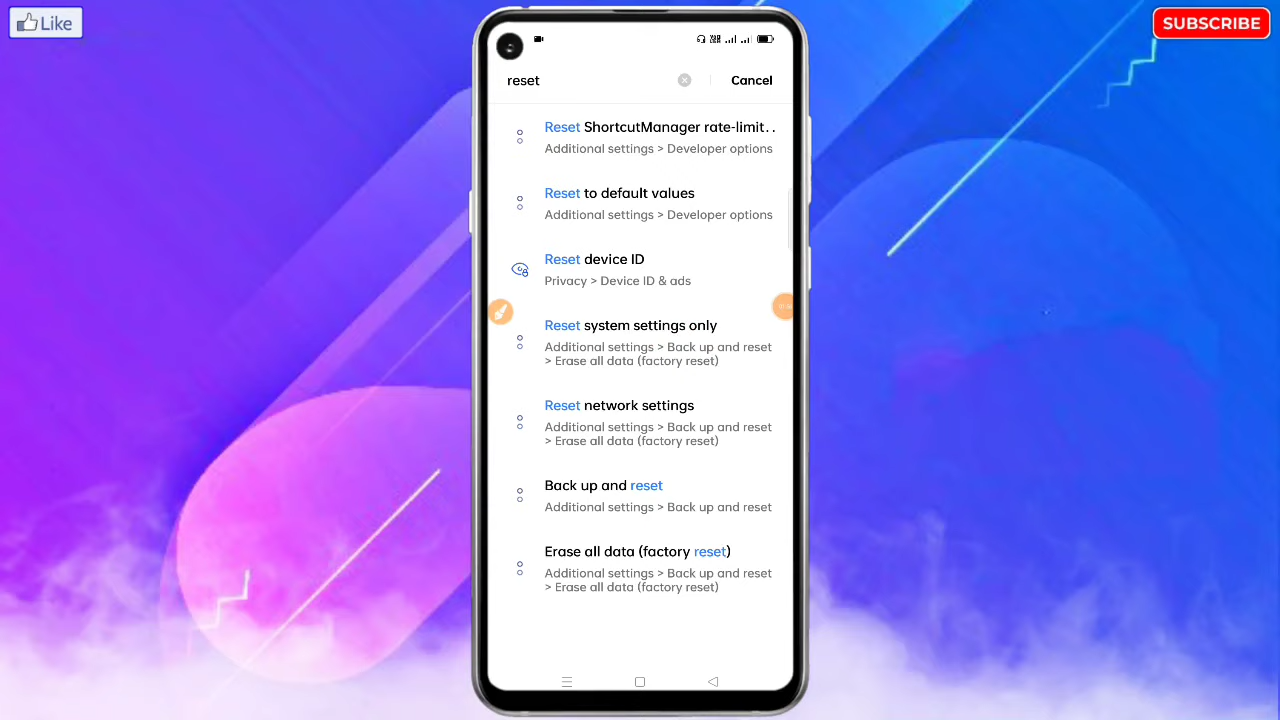 Like
SUBSCRIBE
reset
Cancel
Reset ShortcutManager rate-limit..
Additional settings > Developer options
Reset to default values
Additional settings > Developer options
Reset device ID
Privacy > Device ID & ads
Reset system settings only
Additional settings > Back up and reset
> Erase all data (factory reset)
Reset network settings
Additional settings > Back up and reset
> Erase all data (factory reset)
Back up and reset
Additional settings > Back up and reset
Erase all data (factory reset)
Additional settings > Back up and reset
> Erase all data (factory reset)